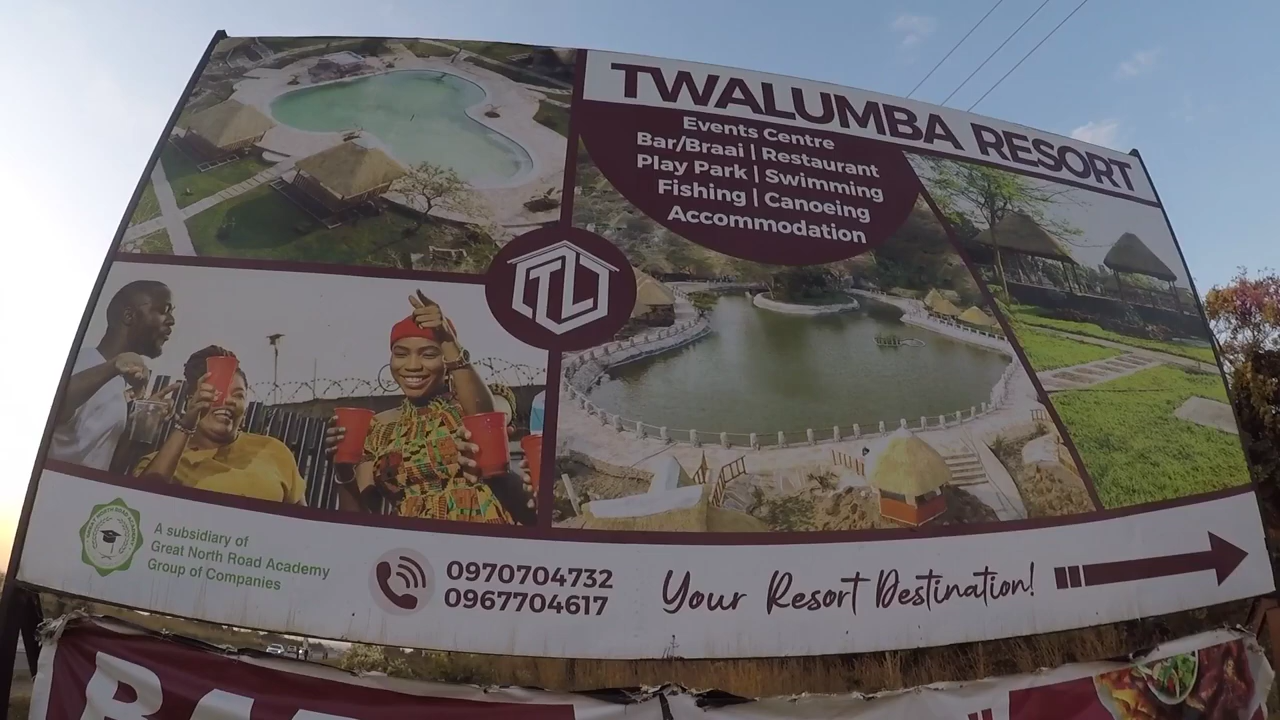 TWALUMBA RESORT
Events Centre
Bar/Braai | Restaurant
Play Park | Swimming
Fishing | Canoeing
Accommodation
TL
A subsidiary of
Great North Road Academy
Group of Companies
0970704732
0967704617
Your Resort Destination!